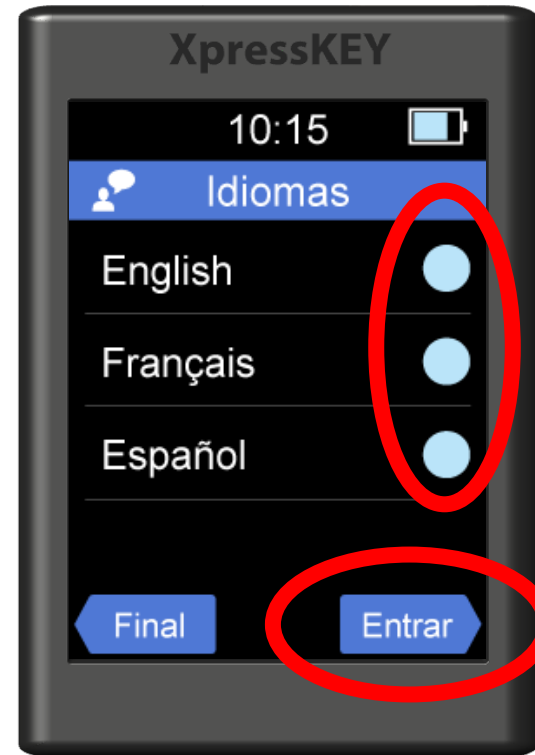 XpressKEY
10:15
Idiomas
English
Français
Español
Final Entrar